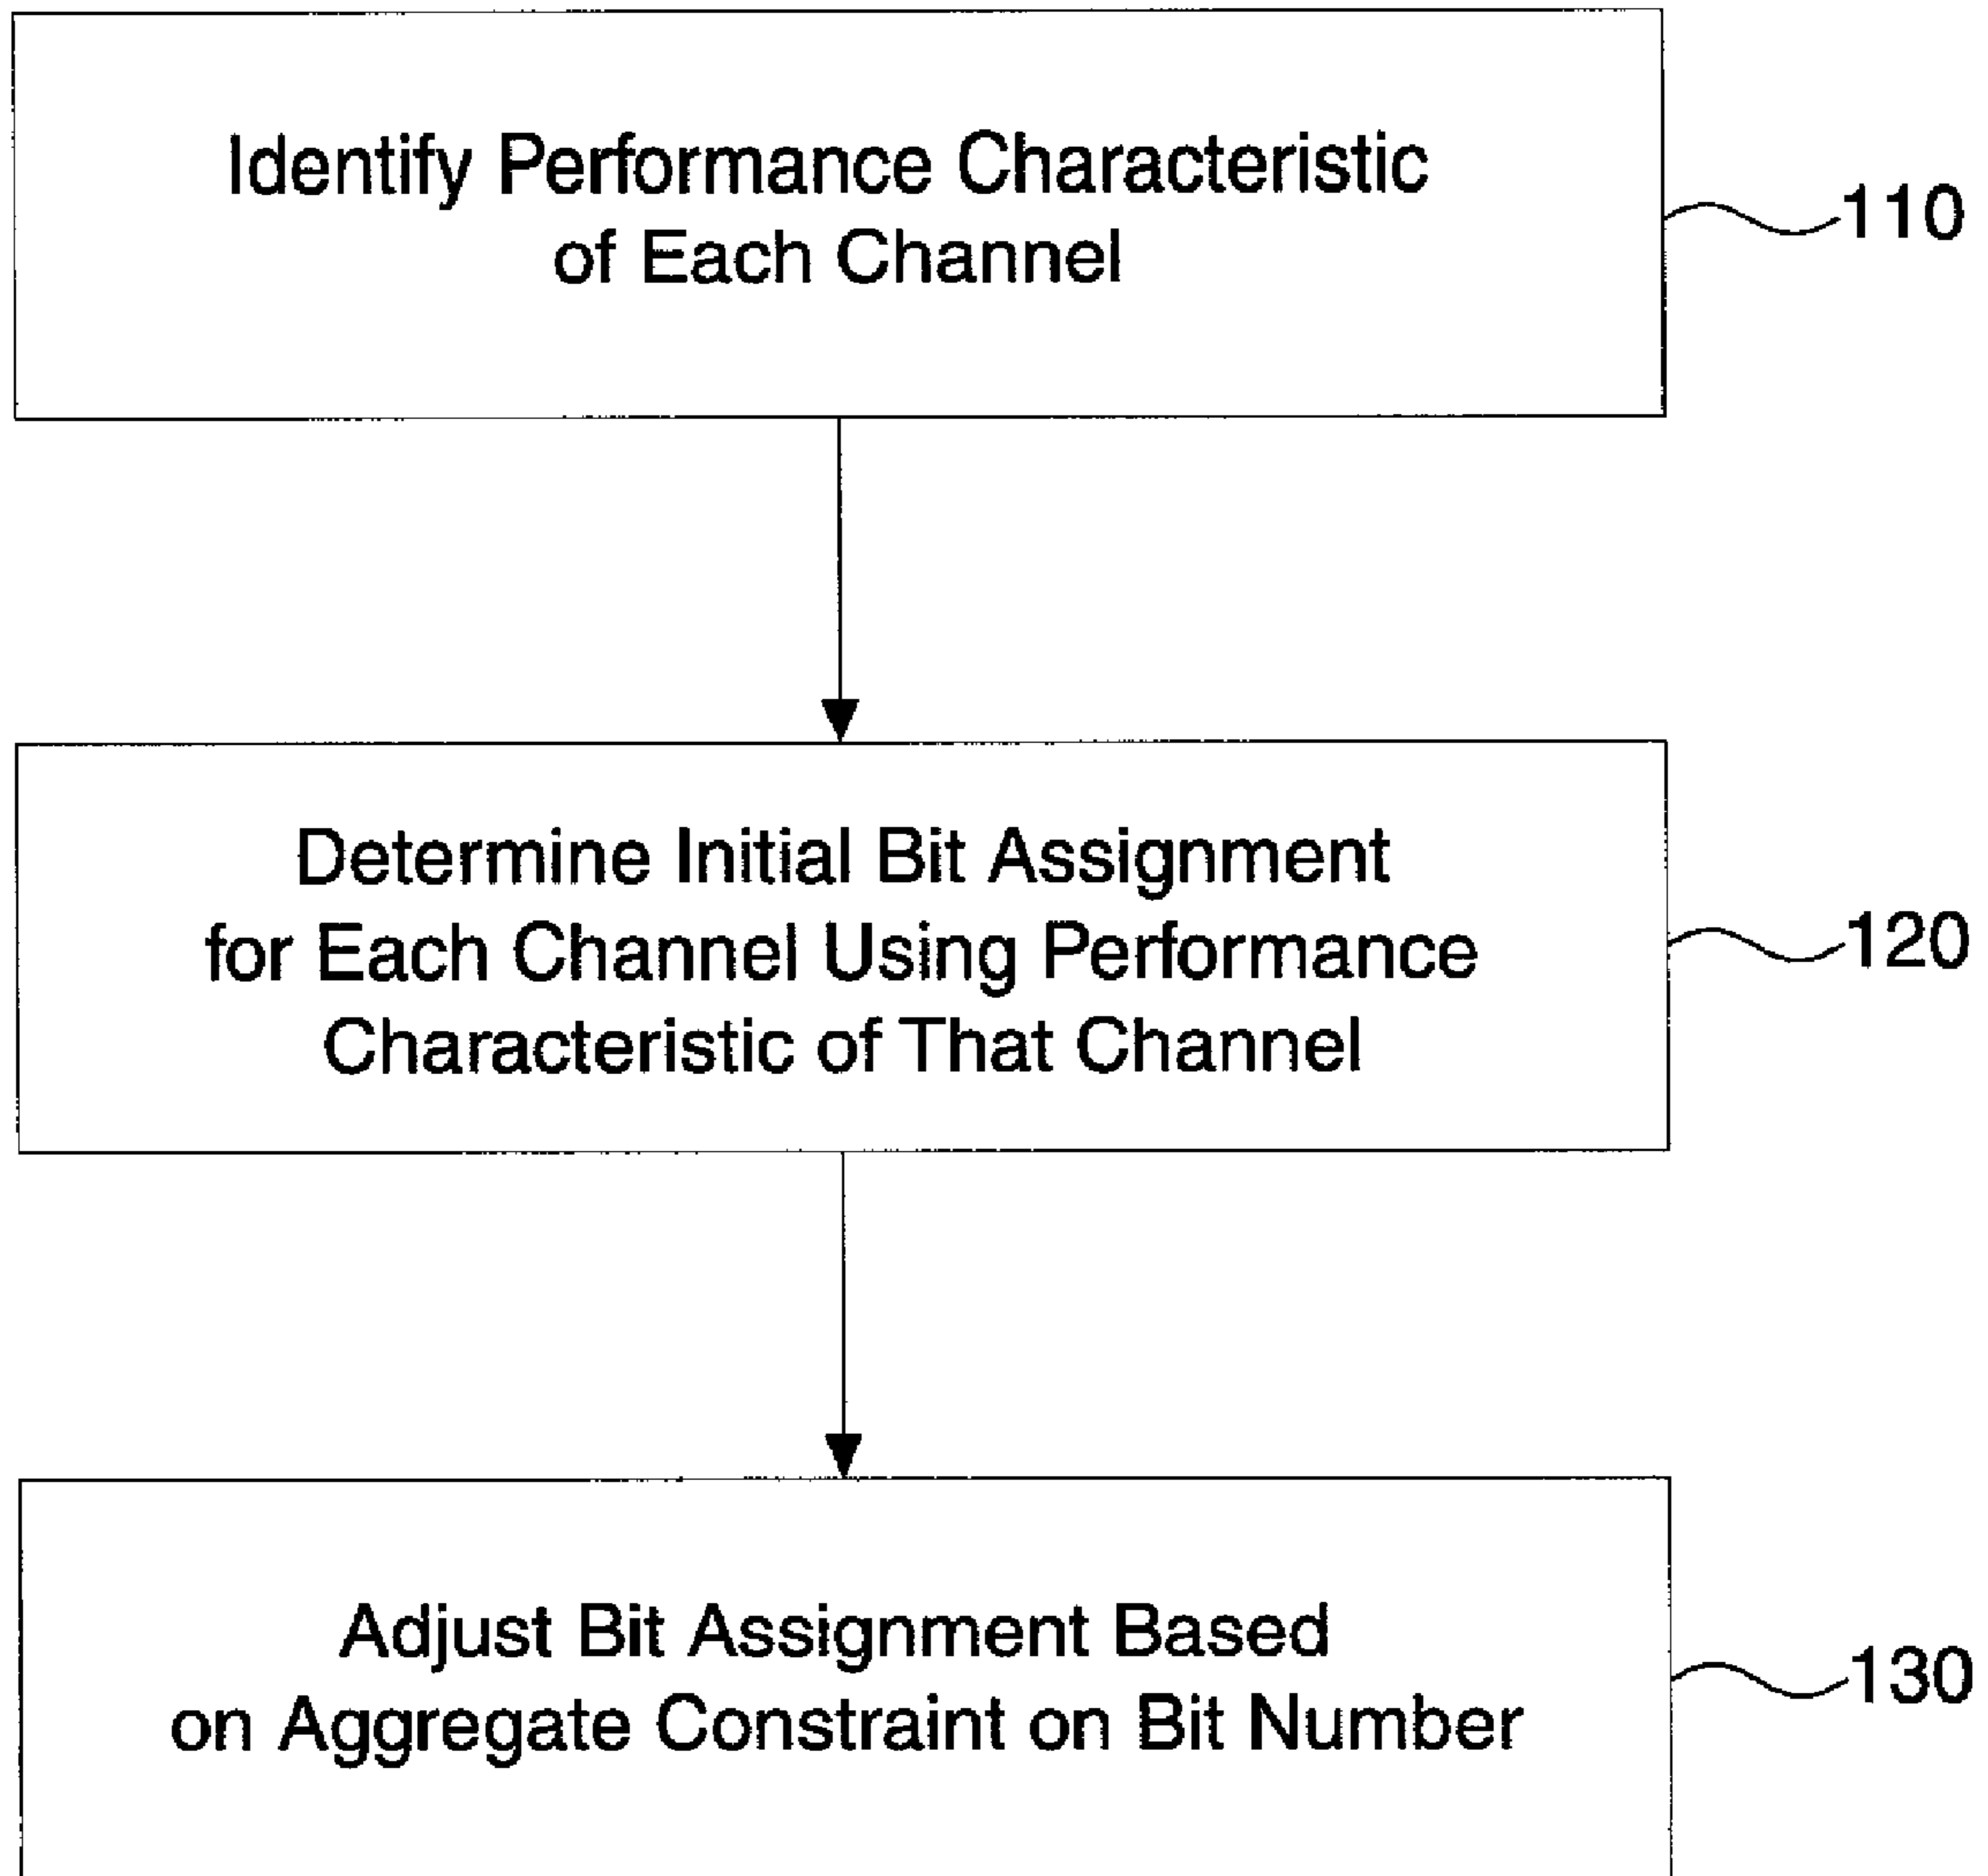 Identify Performance Characteristic
of Each Channel
110
Determine Initial Bit Assignment
for Each Channel Using Performance
Characteristic of That Channel
120
Adjust Bit Assignment Based
on Aggregate Constraint on Bit Number
130